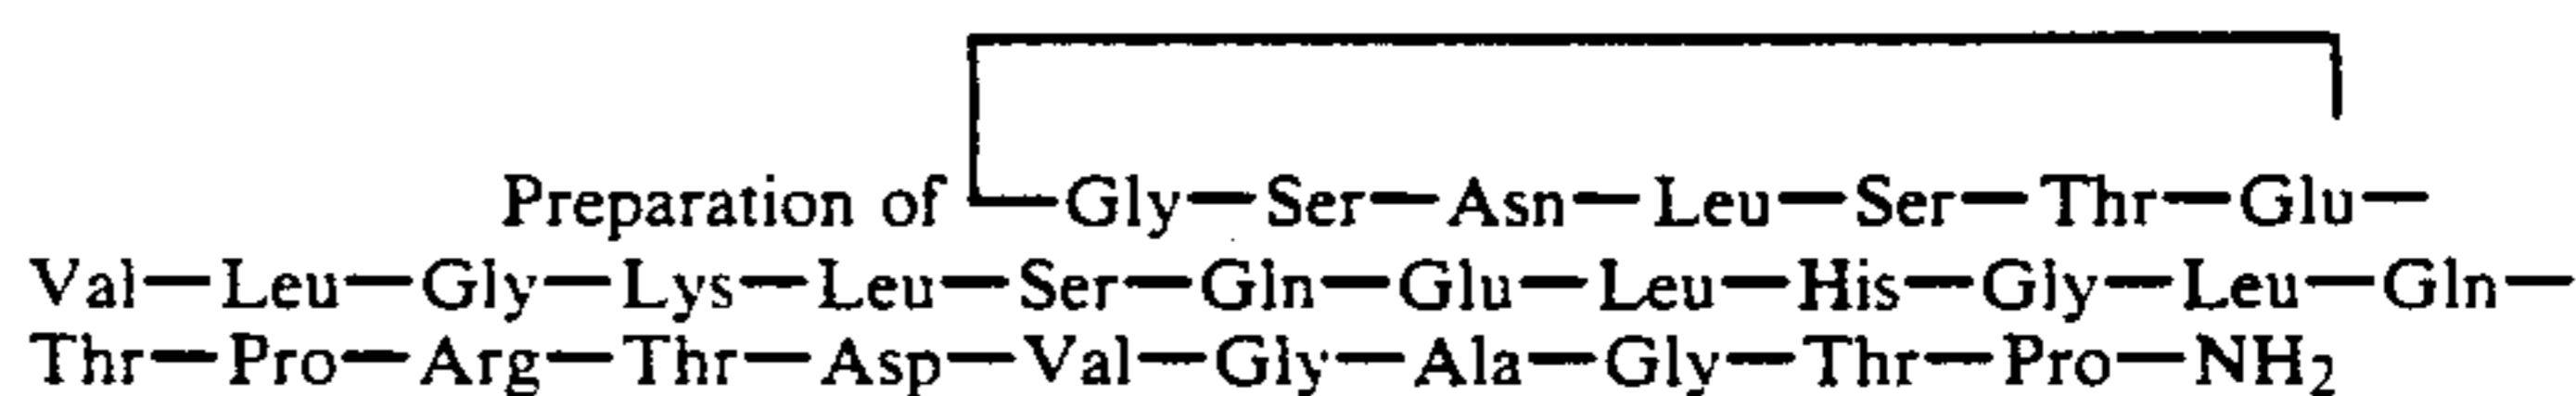 Preparation of Gly—Ser—Asn—Leu—Ser—Thr—Glu—
Val—Leu—Gly—Lys—Leu—Ser—Gln—Glu—Leu—His—Gly—Leu—Gln—
Thr—Pro—Arg—Thr—Asp—Val—Gly—Ala—Gly—Thr—Pro—NH₂